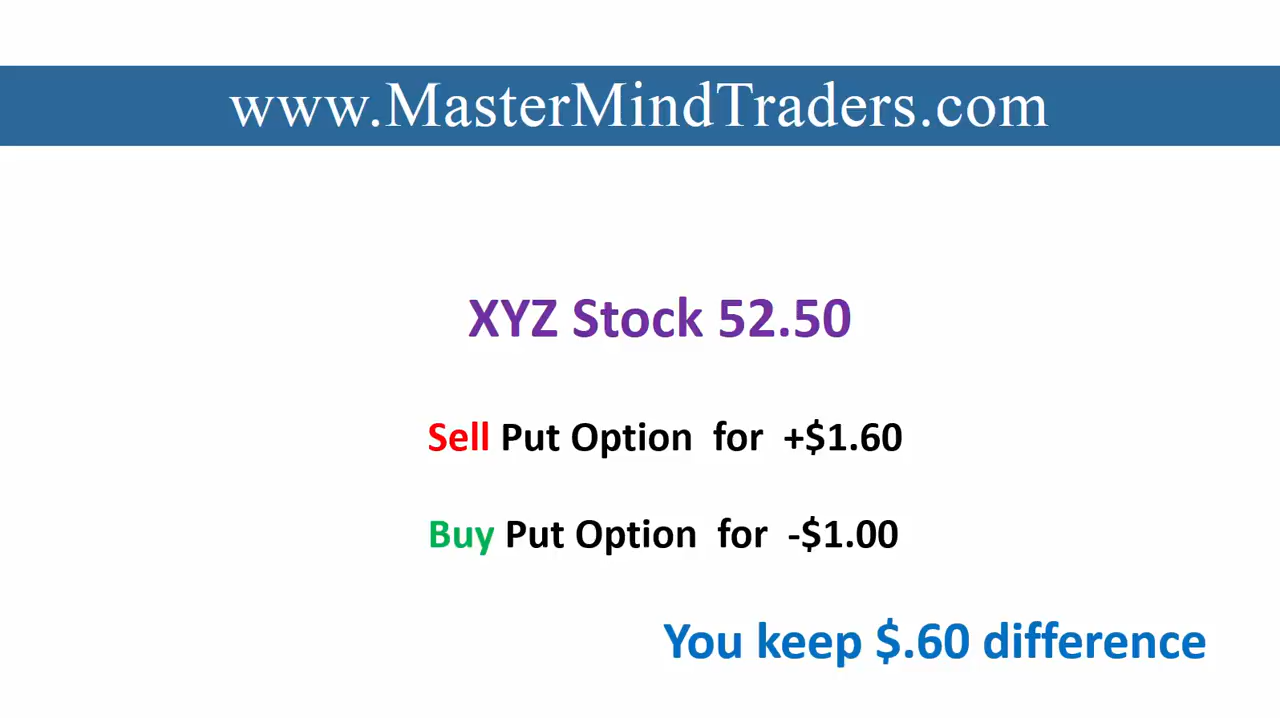 www.MasterMindTraders.com
XYZ Stock 52.50
Sell Put Option for +$1.60
Buy Put Option for -$1.00
You keep $.60 difference